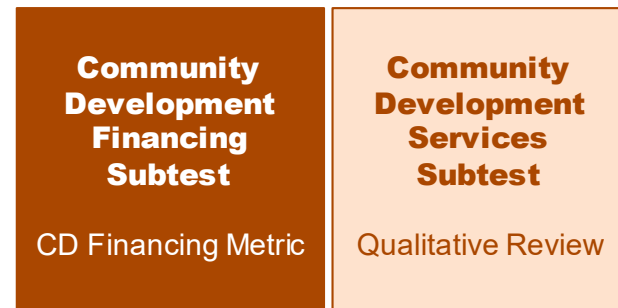 Community
Development
Financing
Subtest
CD Financing Metric
Community
Development
Services
Subtest
Qualitative Review